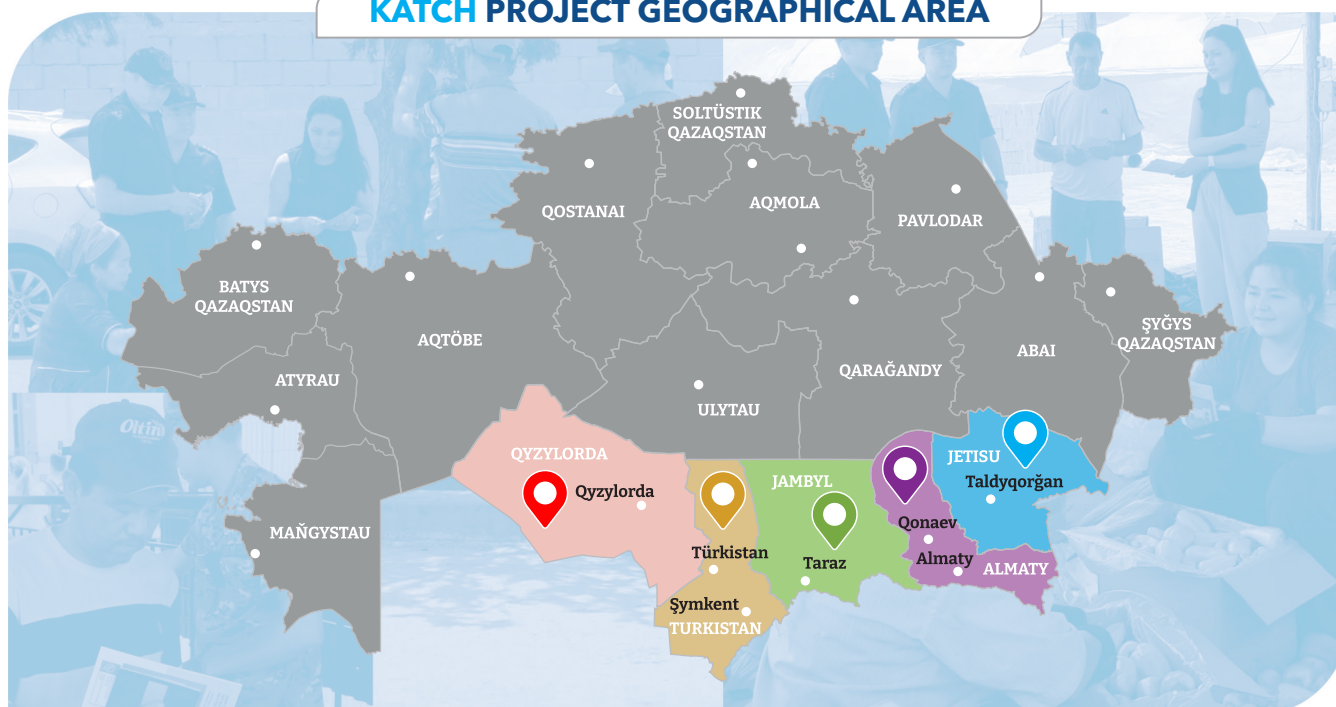 KATCH PROJECT GEOGRAPHICAL AREA
SOLTÜSTIK
QAZAQSTAN
QOSTANAI
AQMOLA
PAVLODAR
BATYS
QAZAQSTAN
AQTÖBE
ATYRAU
ULYTAU
QARAĞANDY
ABAI
ŞYĞYS
QAZAQSTAN
MAŃGYSTAU
QYZYLORDA
Qyzylorda
JAMBYL
JETISU
Taldyqorğan
Qonaev
Türkistan
Taraz
Almaty
ALMATY
Şymkent
TURKISTAN